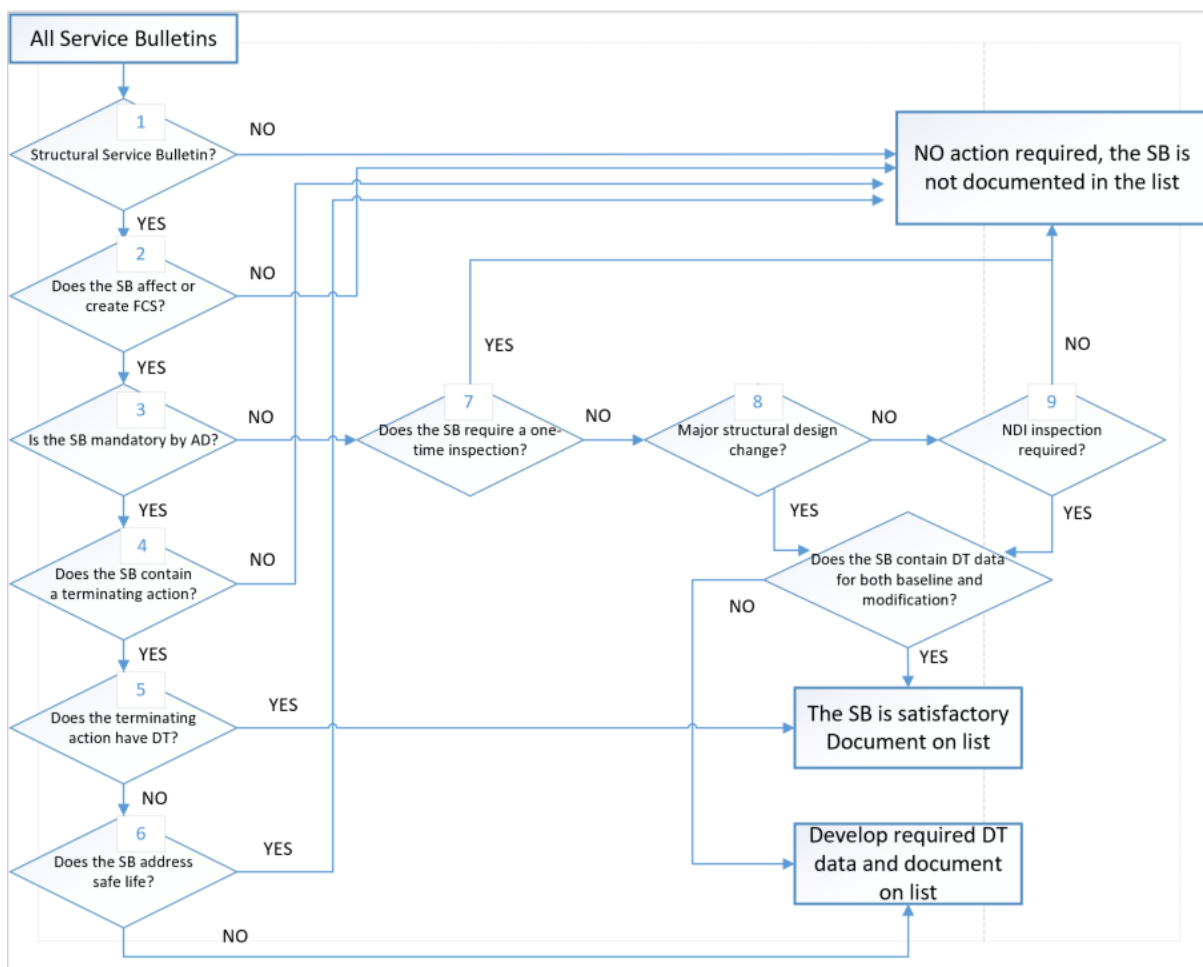 All Service Bulletins
1
Structural Service Bulletin?
NO
NO action required, the SB is
not documented in the list
YES
2
Does the SB affect or
create FCS?
NO
YES
3
Is the SB mandatory by AD?
NO
YES
7
Does the SB require a one-
time inspection?
NO
8
Major structural design
change?
NO
NO
9
NDI inspection
required?
YES
YES
YES
4
Does the SB contain
a terminating action?
NO
Does the SB contain DT data
for both baseline and
modification?
NO
YES
YES
5
Does the terminating
action have DT?
YES
The SB is satisfactory
Document on list
NO
6
Does the SB address
safe life?
YES
Develop required DT
data and document
on list
NO